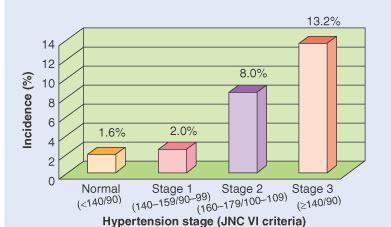 13.2%
8.0%
2.0%
1.6%
Incidence (%)
14
12
10
8
6
4
2
0
Normal
(<140/90)
Stage 1
(140–159/90–99)
Stage 2
(160–179/100–109)
Stage 3
(≥140/90)
Hypertension stage (JNC VI criteria)